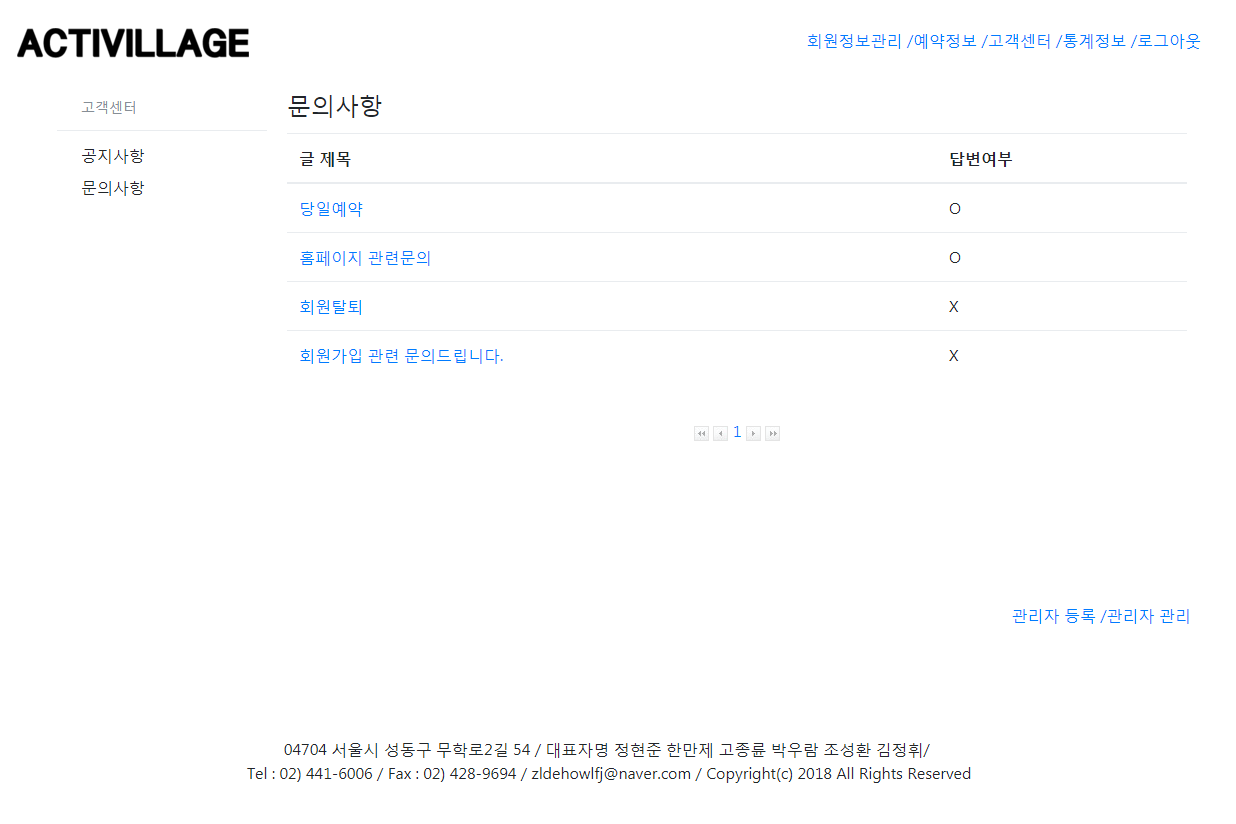 ACTIVILLAGE
회원정보관리 /예약정보 /고객센터 /통계정보 /로그아웃
고객센터
공지사항
문의사항
문의사항
글 제목 답변여부
당일예약 O
홈페이지 관련문의 O
회원탈퇴 X
회원가입 관련 문의드립니다. X
1
관리자 등록 /관리자 관리
04704 서울시 성동구 무학로2길 54 / 대표자명 정현준 한만제 고종륜 박우람 조성환 김정휘/
Tel : 02) 441-6006 / Fax : 02) 428-9694 / zldehowlfj@naver.com / Copyright(c) 2018 All Rights Reserved